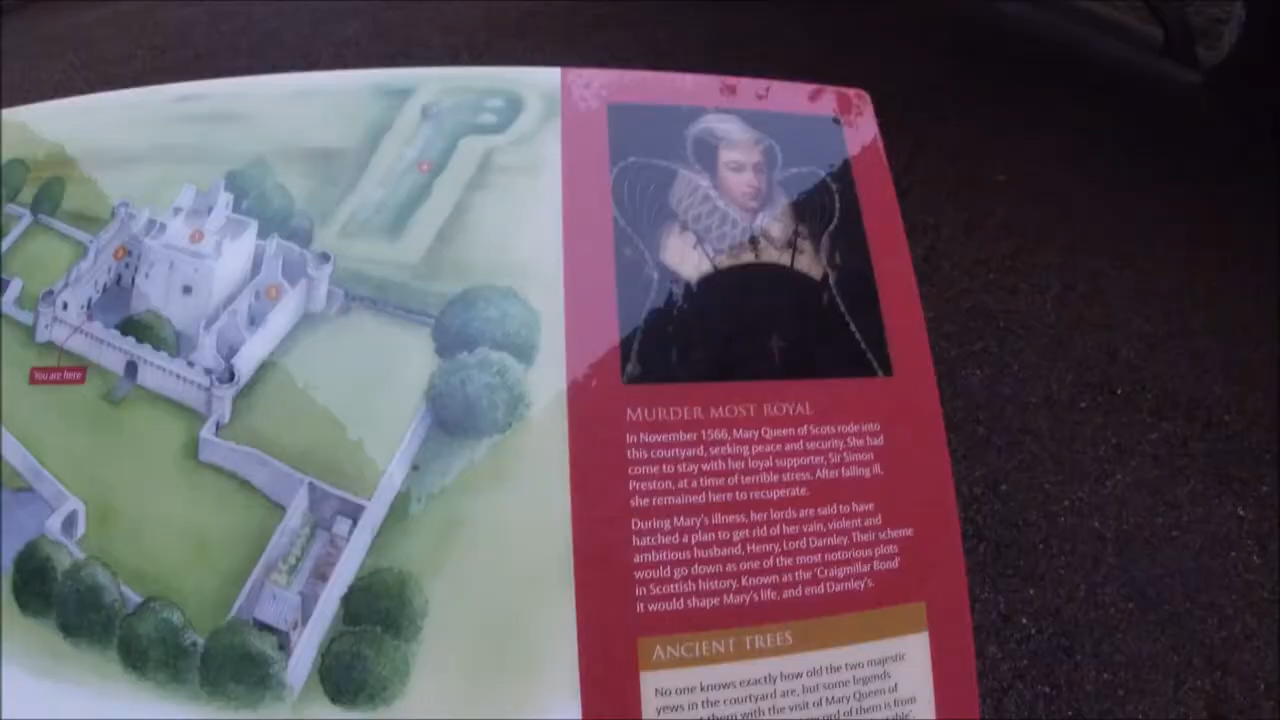 You are here
MURDER MOST ROYAL
In November 1566, Mary Queen of Scots rode into
this courtyard, seeking peace and security. She had
come to stay with her loyal supporter, Sir Simon
Preston, at a time of terrible stress. After falling ill,
she remained here to recuperate.
During Mary's illness, her lords are said to have
hatched a plan to get rid of her vain, violent and
ambitious husband, Henry, Lord Darnley. Their scheme
would go down as one of the most notorious plots
in Scottish history. Known as the 'Craigmillar Bond'
it would shape Mary's life, and end Darnley's.
ANCIENT TREES
No one knows exactly how old the two majestic
yews in the courtyard are, but some legends
them with the visit of Mary Queen of
of them is from